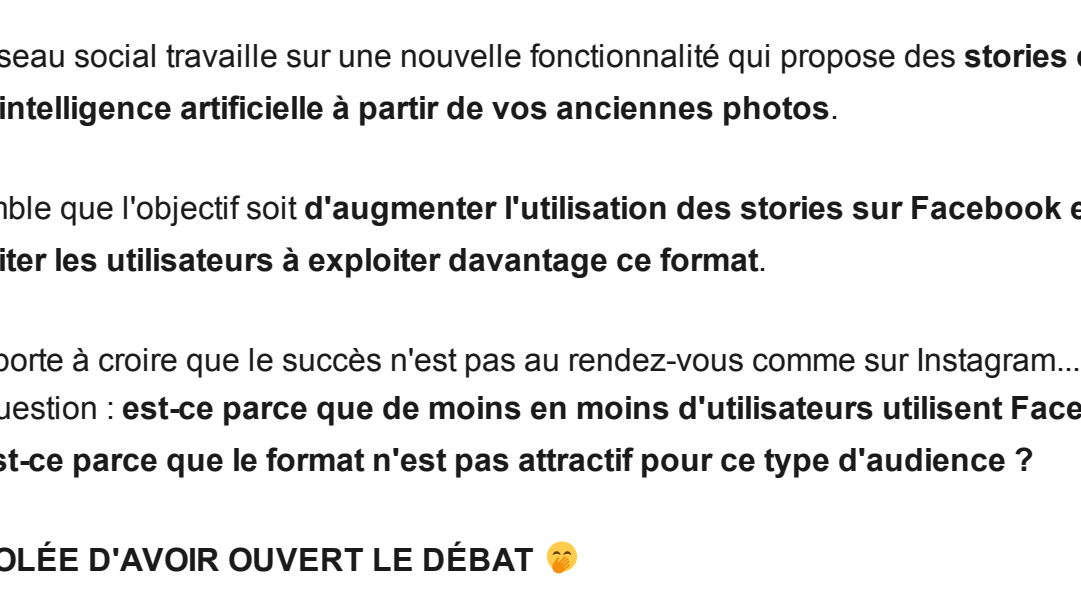 seau social travaille sur une nouvelle fonctionnalité qui propose des stories
intelligence artificielle à partir de vos anciennes photos.
mble que l'objectif soit d'augmenter l'utilisation des stories sur Facebook e
iter les utilisateurs à exploiter davantage ce format.
porte à croire que le succès n'est pas au rendez-vous comme sur Instagram...
uestion : est-ce parce que de moins en moins d'utilisateurs utilisent Face
st-ce parce que le format n'est pas attractif pour ce type d'audience ?
OLÉE D'AVOIR OUVERT LE DÉBAT 🤭